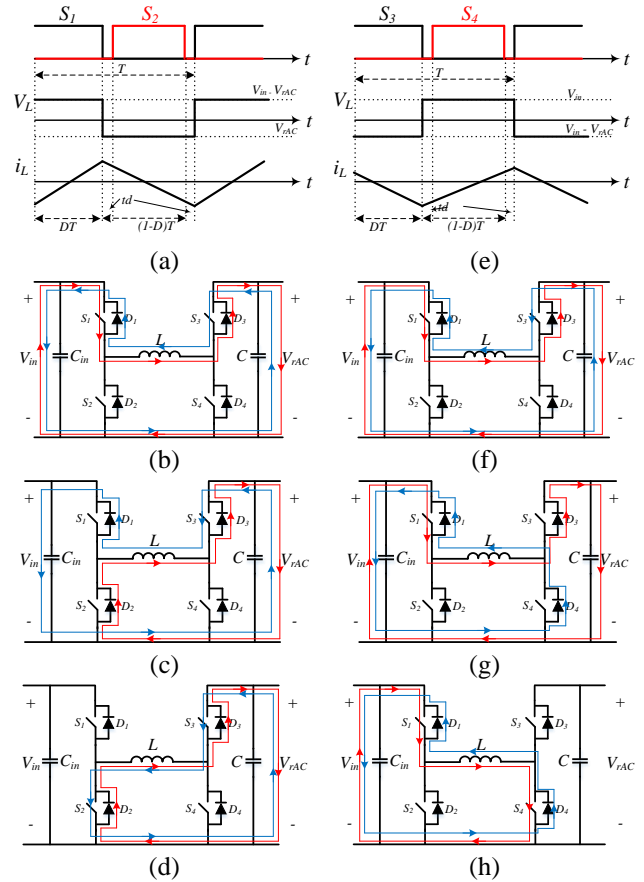 S1 S2
t
T
Vin - VrAC
VL
t
VrAC
iL
t
td
DT (1-D)T
(a)
S3 S4
t
T
Vin
VL
t
Vin - VrAC
iL
t
td
DT (1-D)T
(e)
+ S1 D1 S3 D3 +
Vin Cin L C VrAC
- S2 D2 S4 D4 -
(b)
+ S1 D1 S3 D3 +
Vin Cin L C VrAC
- S2 D2 S4 D4 -
(f)
+ S1 D1 S3 D3 +
Vin Cin L C VrAC
- S2 D2 S4 D4 -
(c)
+ S1 D1 S3 D3 +
Vin Cin L C VrAC
- S2 D2 S4 D4 -
(g)
+ S1 D1 S3 D3 +
Vin Cin L C VrAC
- S2 D2 S4 D4 -
(d)
+ S1 D1 S3 D3 +
Vin Cin L C VrAC
- S2 D2 S4 D4 -
(h)